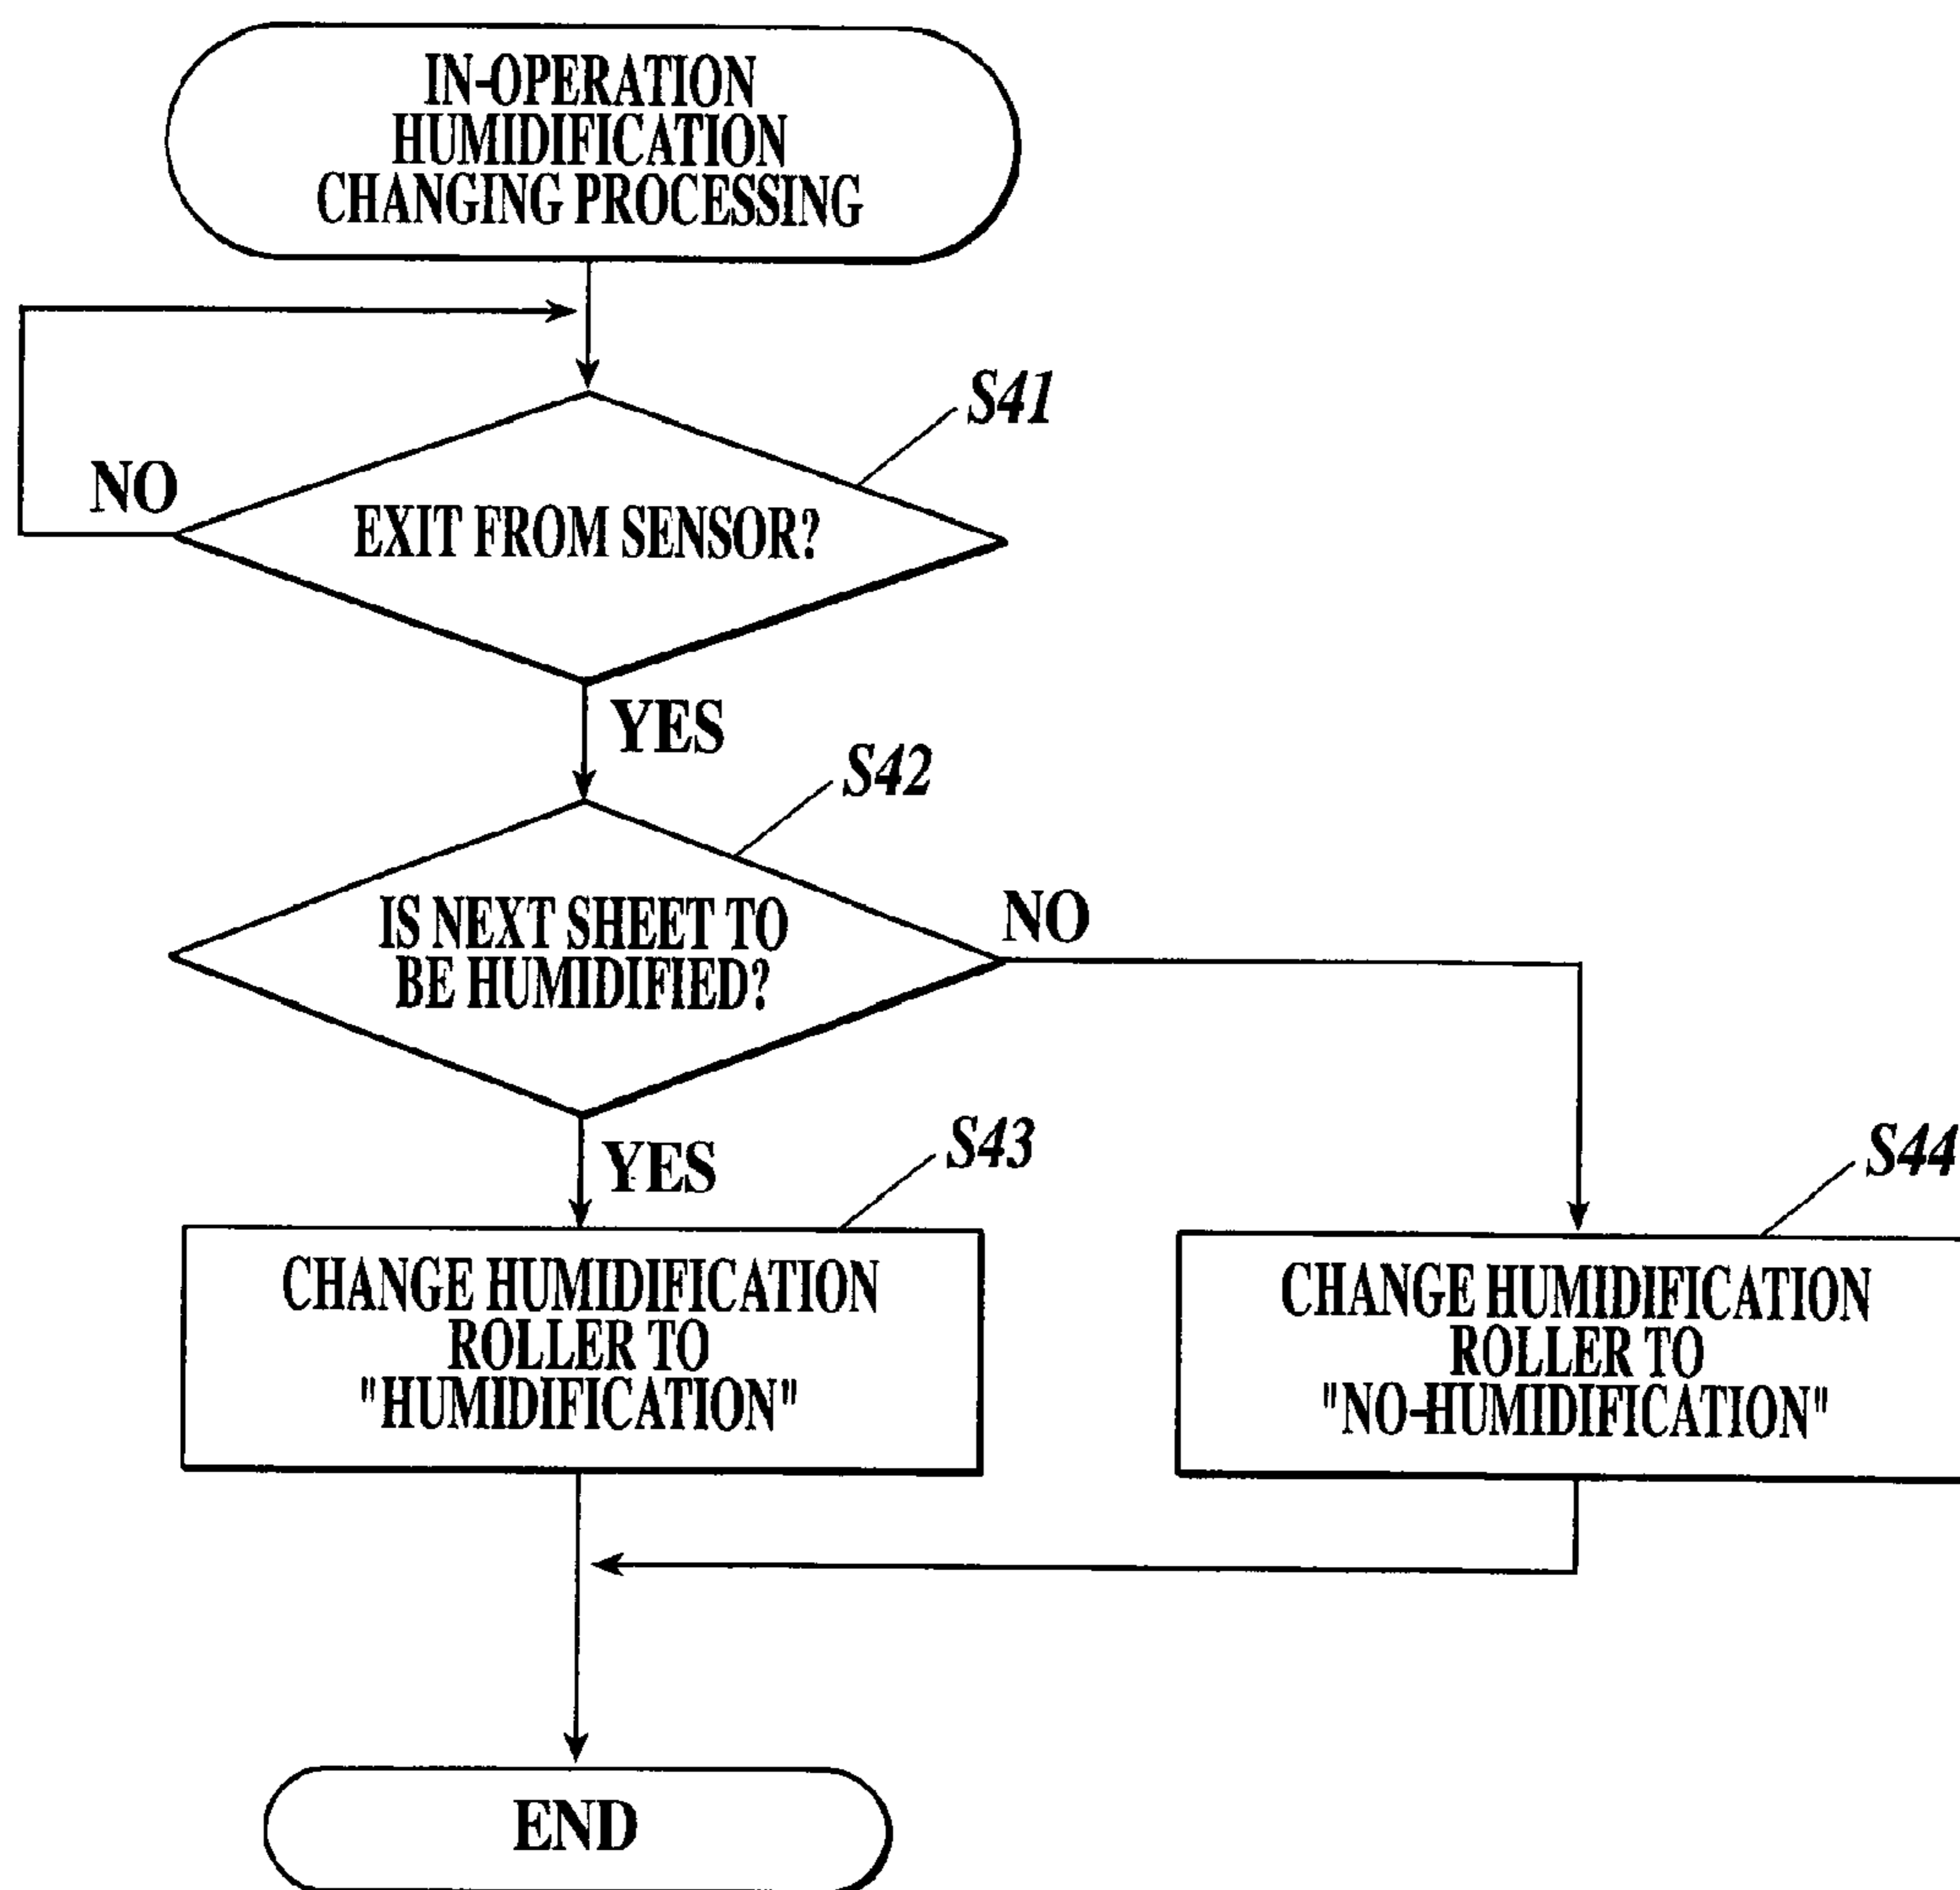 IN-OPERATION
HUMIDIFICATION
CHANGING PROCESSING
S41
NO
EXIT FROM SENSOR?
YES
S42
IS NEXT SHEET TO
BE HUMIDIFIED?
NO
YES
S43
S44
CHANGE HUMIDIFICATION
ROLLER TO
"HUMIDIFICATION"
CHANGE HUMIDIFICATION
ROLLER TO
"NO-HUMIDIFICATION"
END